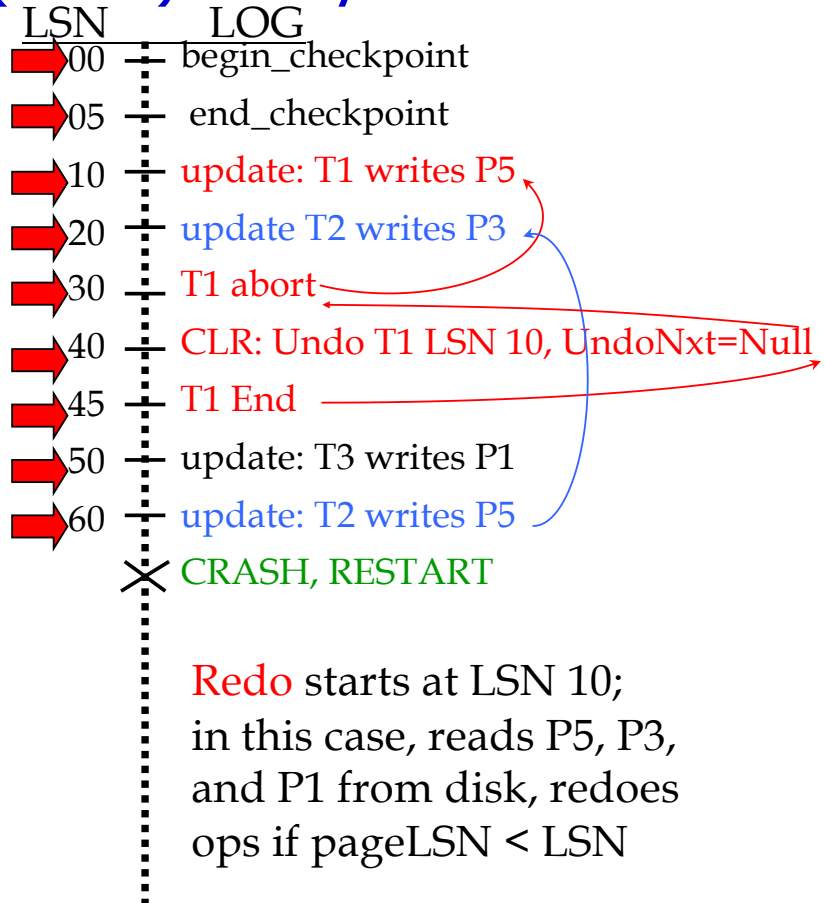 LSN LOG
00 begin_checkpoint
05 end_checkpoint
10 update: T1 writes P5
20 update T2 writes P3
30 T1 abort
40 CLR: Undo T1 LSN 10, UndoNxt=Null
45 T1 End
50 update: T3 writes P1
60 update: T2 writes P5
CRASH, RESTART
Redo starts at LSN 10;
in this case, reads P5, P3,
and P1 from disk, redoes
ops if pageLSN < LSN